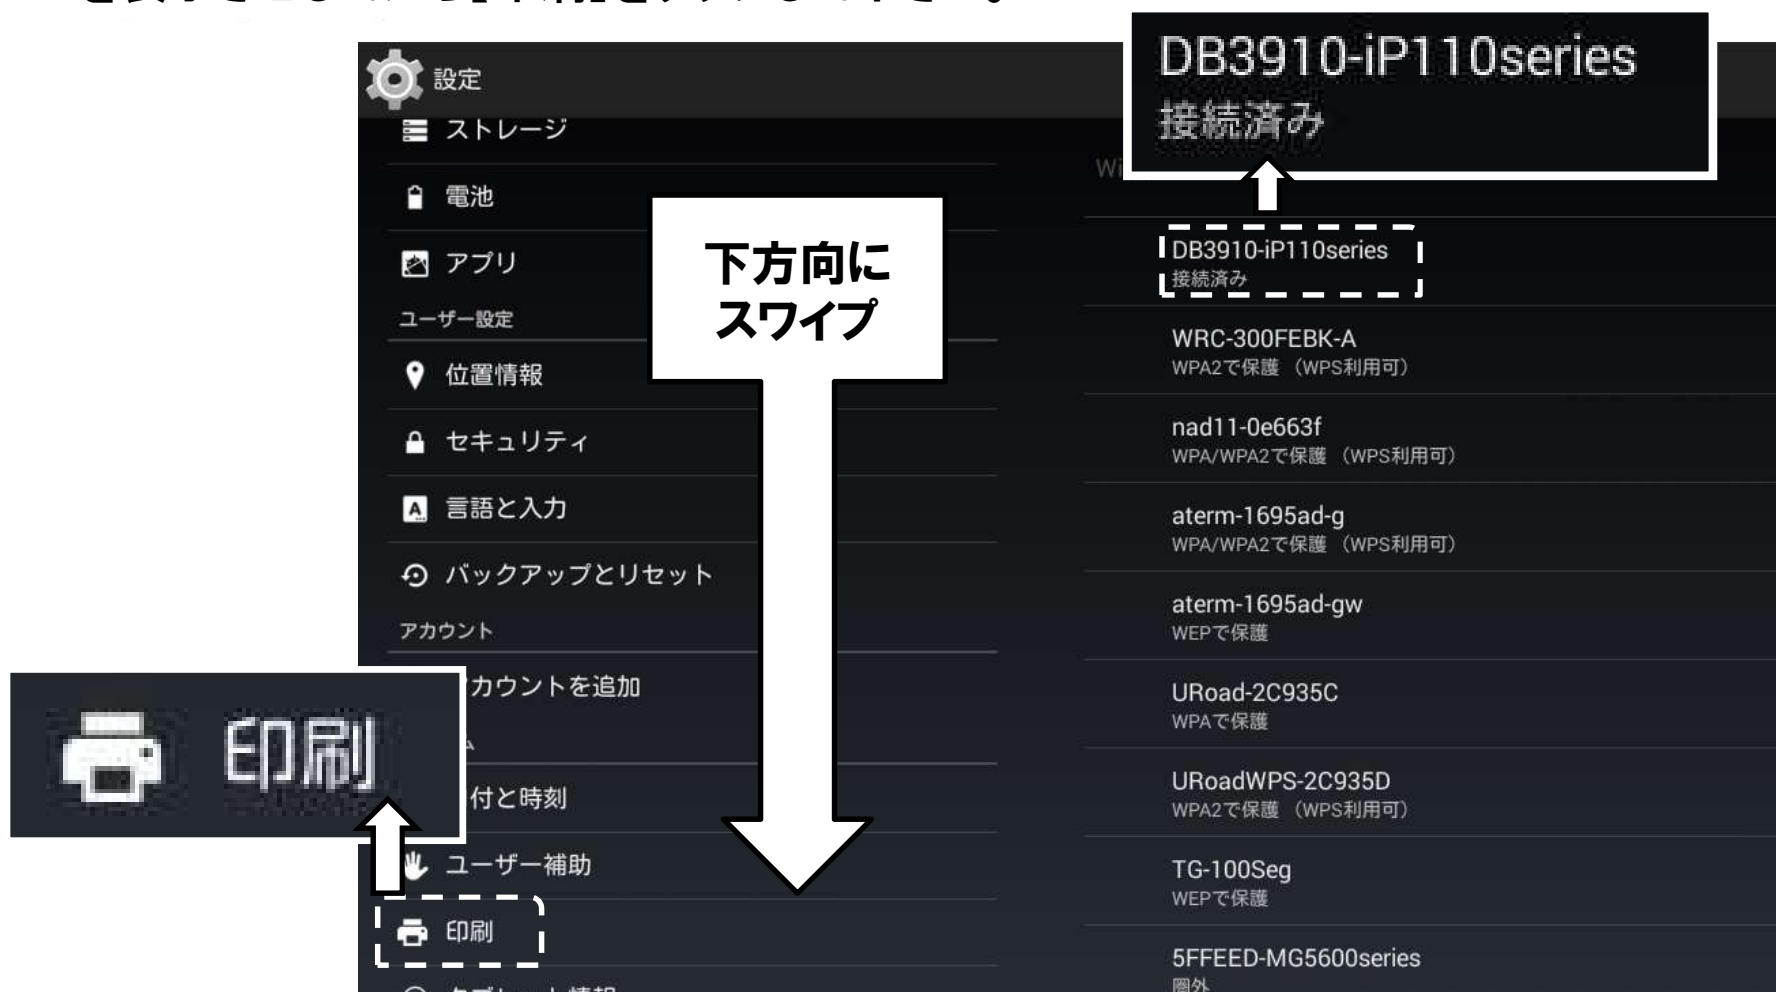 設定
ストレージ
電池
アプリ
ユーザー設定
位置情報
セキュリティ
言語と入力
バックアップとリセット
アカウント
カウントを追加
付と時刻
ユーザー補助
印刷
印刷
下方向に
スワイプ
DB3910-iP110series
接続済み
Wi
DB3910-iP110series
接続済み
WRC-300FEBK-A
WPA2で保護 （WPS利用可）
nad11-0e663f
WPA/WPA2で保護 （WPS利用可）
aterm-1695ad-g
WPA/WPA2で保護 （WPS利用可）
aterm-1695ad-gw
WEPで保護
URoad-2C935C
WPAで保護
URoadWPS-2C935D
WPA2で保護 （WPS利用可）
TG-100Seg
WEPで保護
5FFEED-MG5600series
圏外